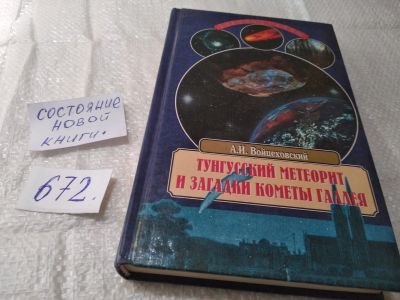 СОСТОЯНИЕ
НОВОЙ
КНИГИ.
672.
А.И. Войцеховский
ТУНГУССКИЙ МЕТЕОРИТ
И ЗАГАДКИ КОМЕТЫ ГАЛЛЕЯ